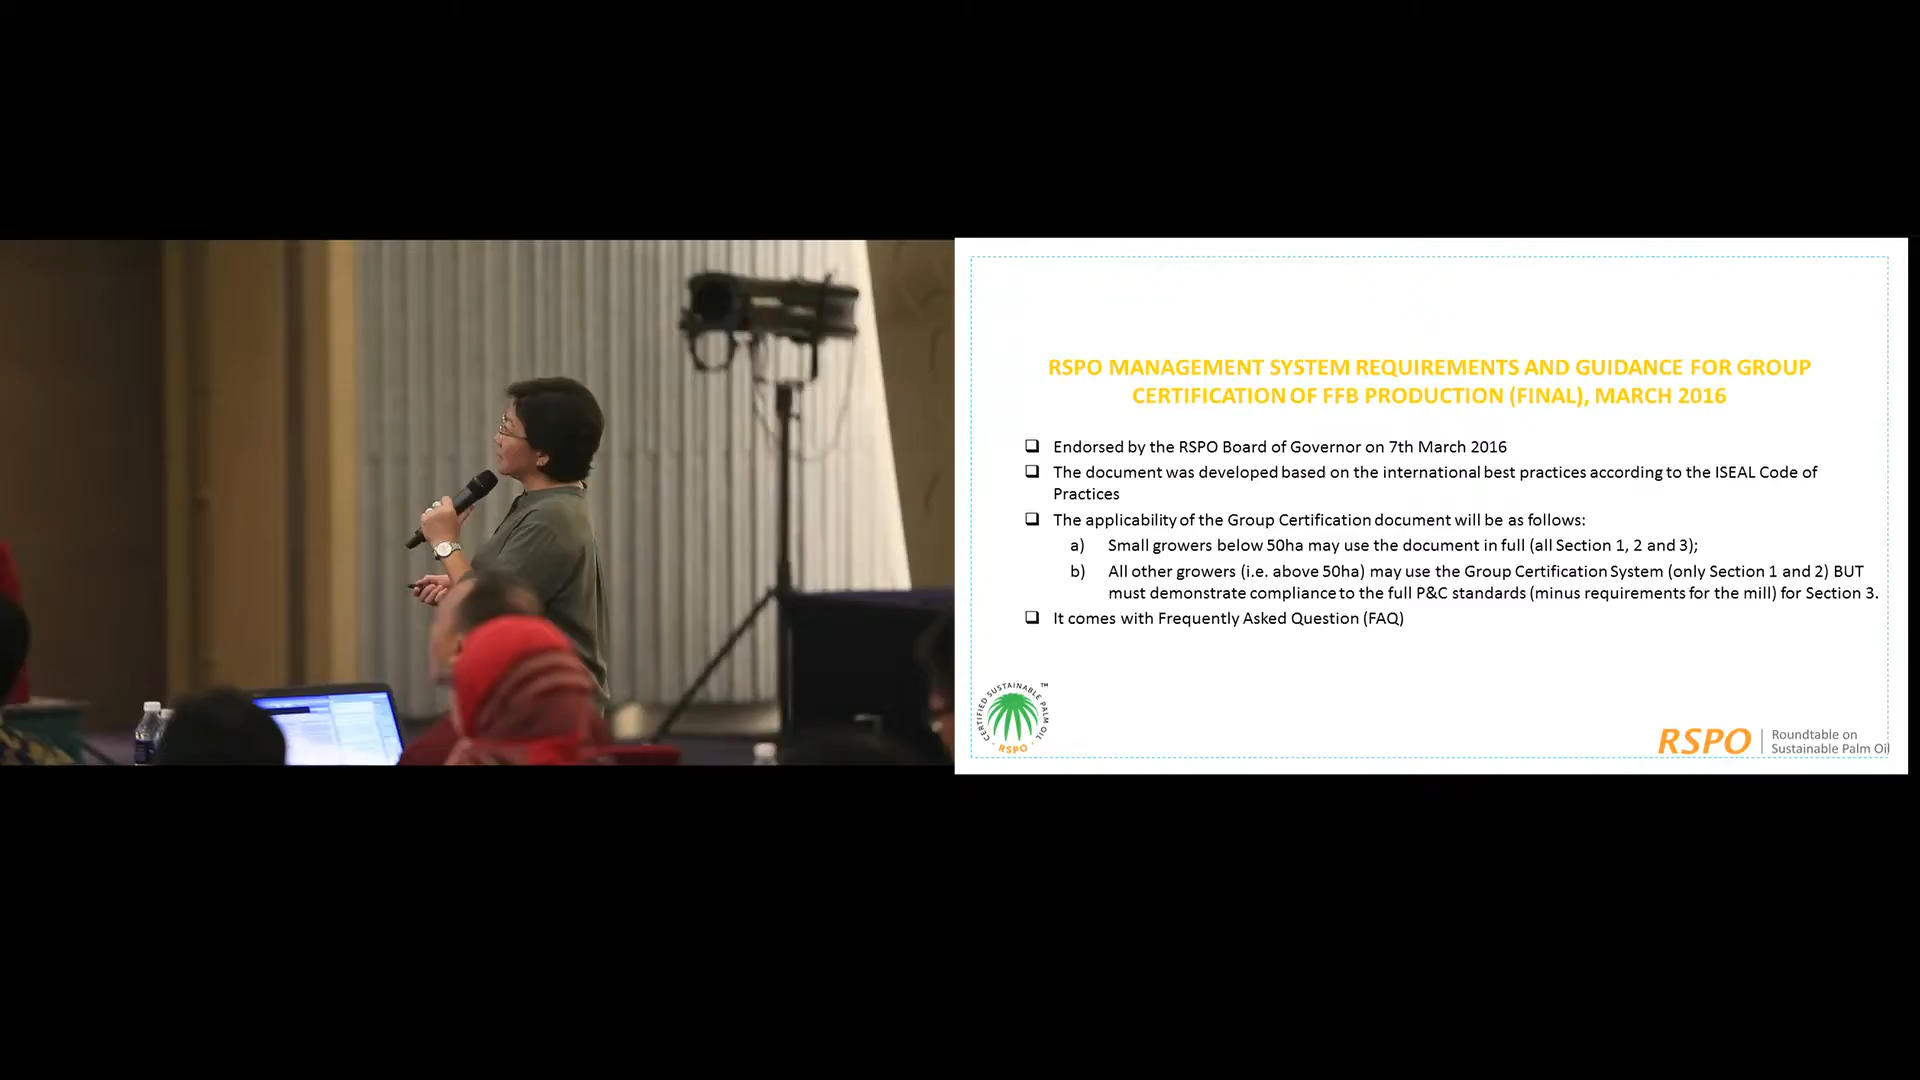 RSPO MANAGEMENT SYSTEM REQUIREMENTS AND GUIDANCE FOR GROUP
CERTIFICATION OF FFB PRODUCTION (FINAL), MARCH 2016
❑ Endorsed by the RSPO Board of Governor on 7th March 2016
❑ The document was developed based on the international best practices according to the ISEAL Code of
Practices
❑ The applicability of the Group Certification document will be as follows:
a) Small growers below 50ha may use the document in full (all Section 1, 2 and 3);
b) All other growers (i.e. above 50ha) may use the Group Certification System (only Section 1 and 2) BUT
must demonstrate compliance to the full P&C standards (minus requirements for the mill) for Section 3.
❑ It comes with Frequently Asked Question (FAQ)
CERTIFIED SUSTAINABLE PALM OIL ™
RSPO
RSPO
Roundtable on
Sustainable Palm Oil